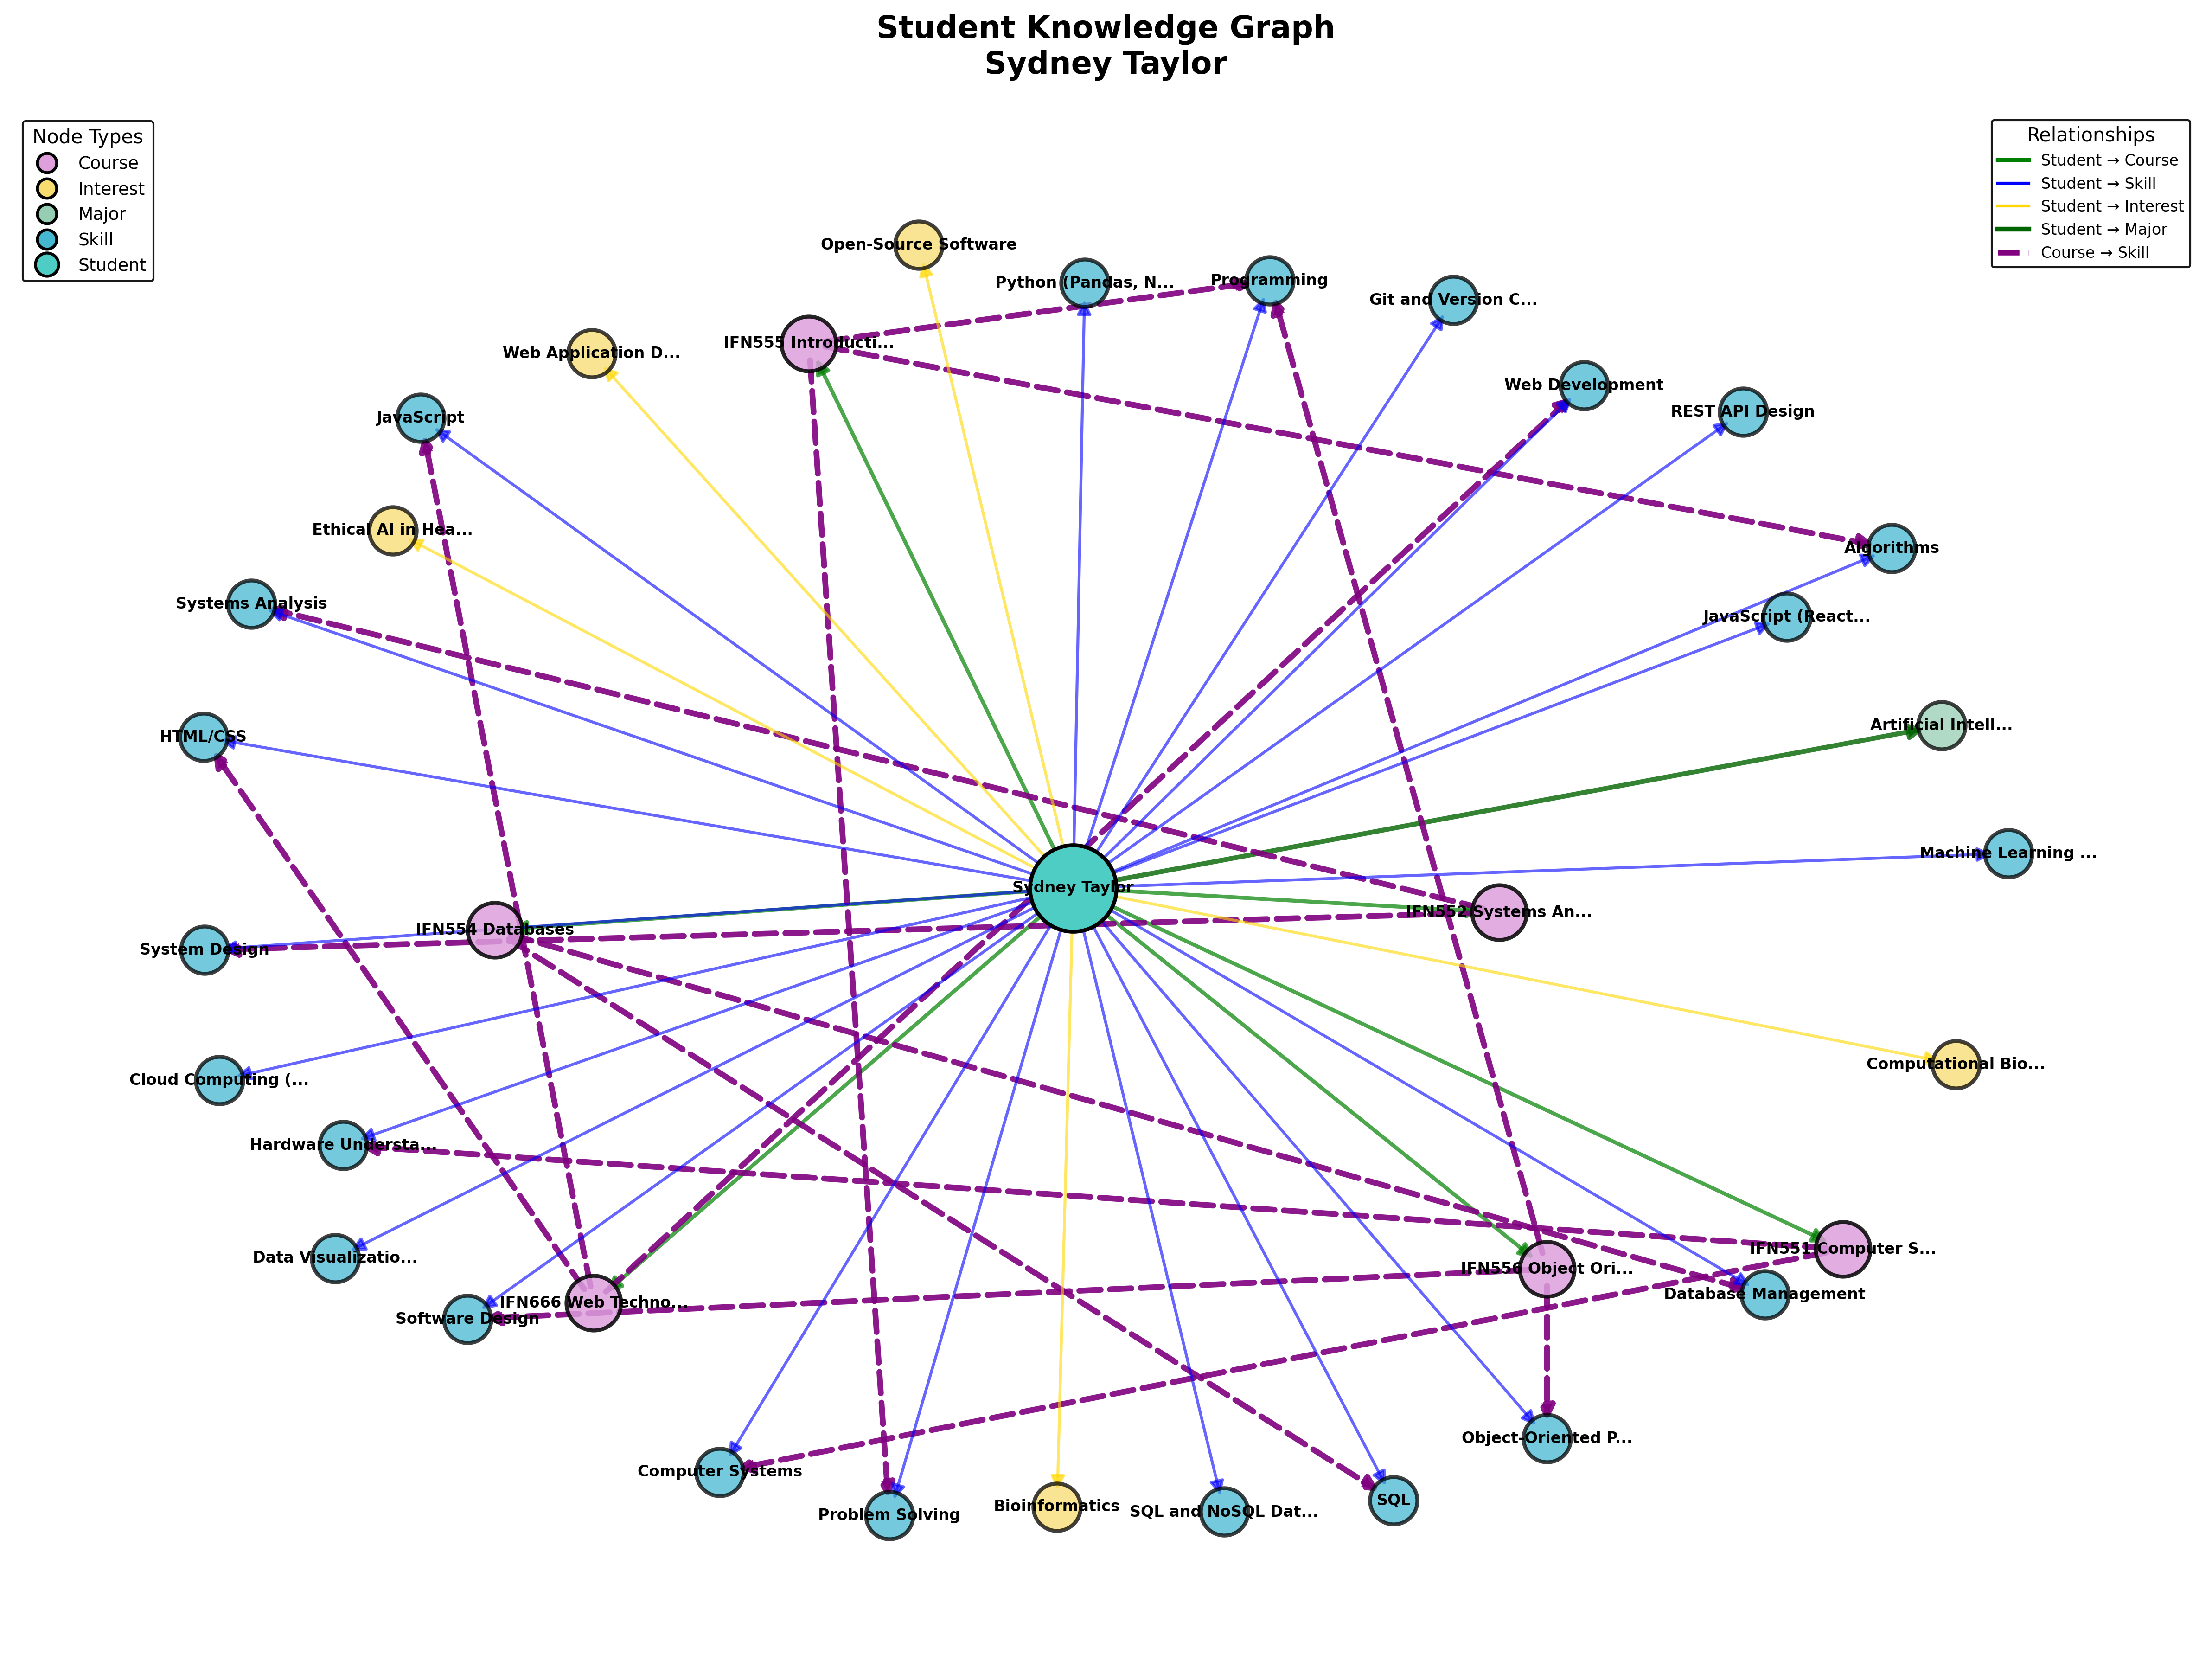 Student Knowledge Graph
Sydney Taylor
Node Types
Course
Interest
Major
Skill
Student
Relationships
Student → Course
Student → Skill
Student → Interest
Student → Major
Course → Skill
Open-Source Software
Python (Pandas, N...
Programming
Git and Version C...
IFN555 Introducti...
Web Application D...
Web Development
REST API Design
JavaScript
Ethical AI in Hea...
Algorithms
Systems Analysis
JavaScript (React...
HTML/CSS
Artificial Intell...
Machine Learning ...
Sydney Taylor
IFN552 Systems An...
IFN554 Databases
System Design
Computational Bio...
Cloud Computing (...
Hardware Understa...
Data Visualizatio...
IFN551 Computer S...
IFN556 Object Ori...
Database Management
IFN666 Web Techno...
Software Design
Object-Oriented P...
Computer Systems
Problem Solving
Bioinformatics
SQL and NoSQL Dat...
SQL